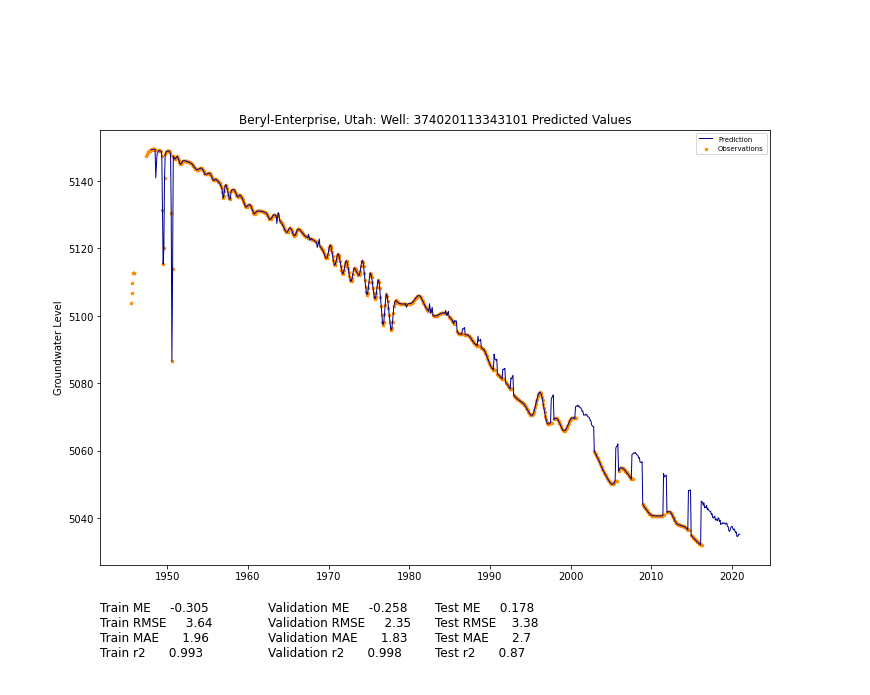 Beryl-Enterprise, Utah: Well: 374020113343101 Predicted Values
Prediction
Observations
Groundwater Level
5140
5120
5100
5080
5060
5040
1950 1960 1970 1980 1990 2000 2010 2020
Train ME -0.305 Validation ME -0.258 Test ME 0.178
Train RMSE 3.64 Validation RMSE 2.35 Test RMSE 3.38
Train MAE 1.96 Validation MAE 1.83 Test MAE 2.7
Train r2 0.993 Validation r2 0.998 Test r2 0.87